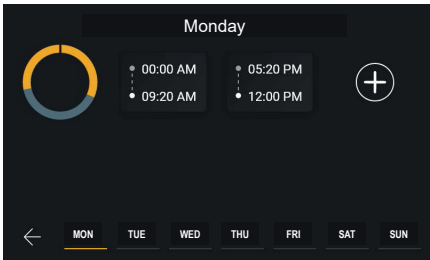 Monday
00:00 AM
09:20 AM
05:20 PM
12:00 PM
MON TUE WED THU FRI SAT SUN